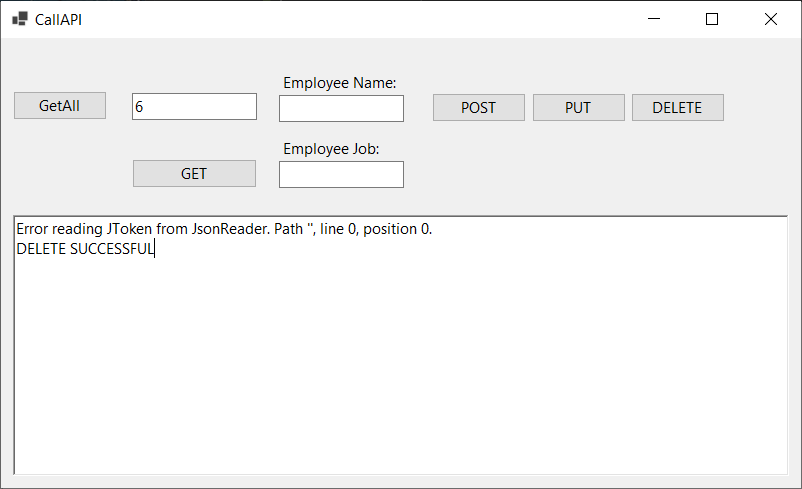 CallAPI
Employee Name:
GetAll 6 POST PUT DELETE
Employee Job:
GET
Error reading JToken from JsonReader. Path '', line 0, position 0.
DELETE SUCCESSFUL